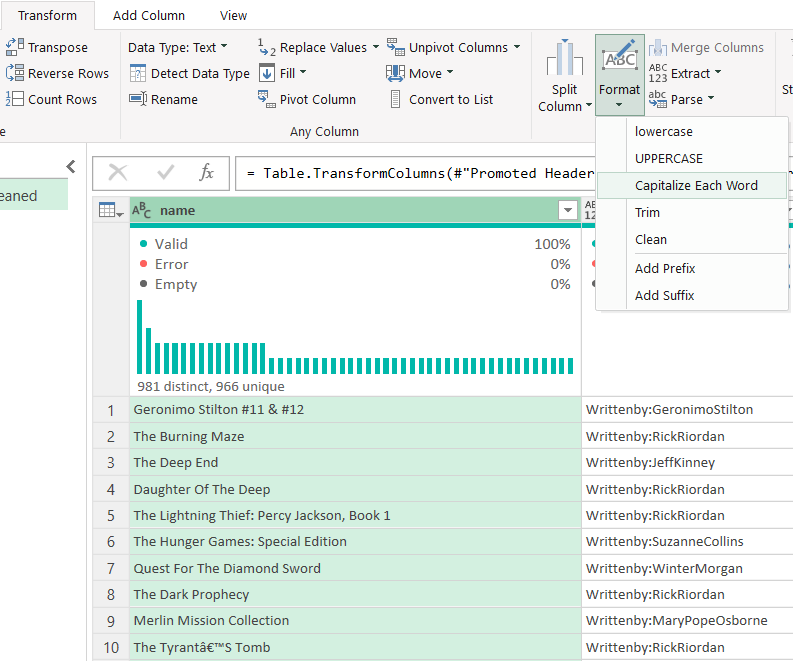 Transform Add Column View
Transpose Data Type: Text Replace Values Unpivot Columns Merge Columns
Reverse Rows Detect Data Type Fill Move Split Column Format ABC Extract
Count Rows Rename Pivot Column Convert to List Parse
Any Column
lowercase
UPPERCASE
Capitalize Each Word
Trim
Clean
Add Prefix
Add Suffix
eaned
fx = Table.TransformColumns(#"Promoted Header
ABC name
Valid 100%
Error 0%
Empty 0%
981 distinct, 966 unique
1 Geronimo Stilton #11 & #12 Writtenby:GeronimoStilton
2 The Burning Maze Writtenby:RickRiordan
3 The Deep End Writtenby:JeffKinney
4 Daughter Of The Deep Writtenby:RickRiordan
5 The Lightning Thief: Percy Jackson, Book 1 Writtenby:RickRiordan
6 The Hunger Games: Special Edition Writtenby:SuzanneCollins
7 Quest For The Diamond Sword Writtenby:WinterMorgan
8 The Dark Prophecy Writtenby:RickRiordan
9 Merlin Mission Collection Writtenby:MaryPopeOsborne
10 The Tyrantâ€™S Tomb Writtenby:RickRiordan